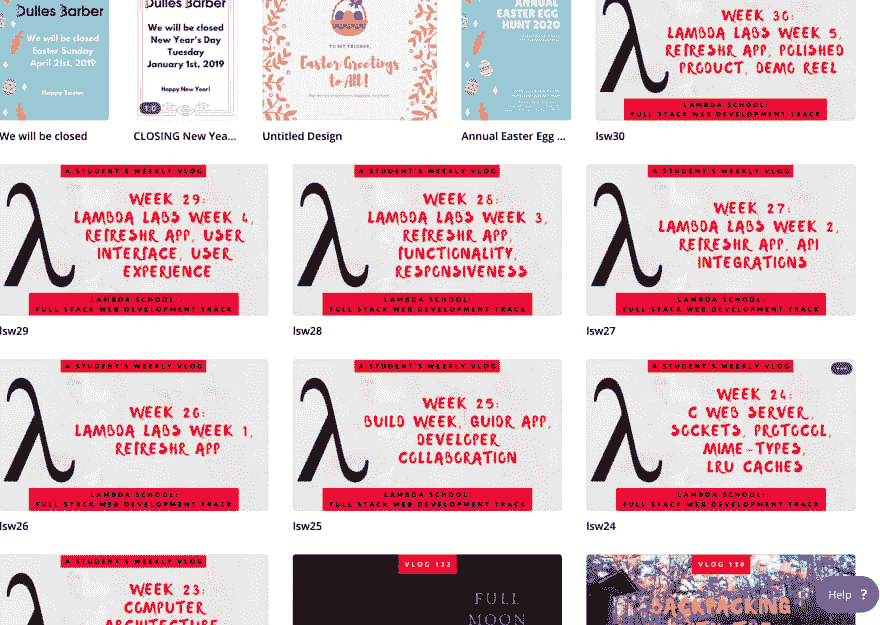 Dulles Barber
We will be closed
Easter Sunday
April 21st, 2019
Happy Easter
We will be closed
Dulles Barber
We will be closed
New Year's Day
Tuesday
January 1st, 2019
Happy New Year!
1.0
CLOSING New Yea...
TO MY FRIENDS,
Easter Greetings
to All!
Untitled Design
ANNUAL
EASTER EGG
HUNT 2020
Annual Easter Egg ...
WEEK 30:
LAMBDA LABS WEEK 5,
REFRESHR APP, POLISHED
PRODUCT, DEMO REEL
LAMBDA SCHOOL:
FULL STACK WEB DEVELOPMENT TRACK
lsw30
A STUDENT'S WEEKLY VLOG
WEEK 29:
LAMBDA LABS WEEK 4,
REFRESHR APP, USER
INTERFACE, USER
EXPERIENCE
LAMBDA SCHOOL:
FULL STACK WEB DEVELOPMENT TRACK
lsw29
A STUDENT'S WEEKLY VLOG
WEEK 28:
LAMBDA LABS WEEK 3,
REFRESHR APP,
FUNCTIONALITY,
RESPONSIVENESS
LAMBDA SCHOOL:
FULL STACK WEB DEVELOPMENT TRACK
lsw28
A STUDENT'S WEEKLY VLOG
WEEK 27:
LAMBDA LABS WEEK 2,
REFRESHR APP, API
INTEGRATIONS
LAMBDA SCHOOL:
FULL STACK WEB DEVELOPMENT TRACK
lsw27
A STUDENT'S WEEKLY VLOG
WEEK 26:
LAMBDA LABS WEEK 1,
REFRESHR APP
LAMBDA SCHOOL:
FULL STACK WEB DEVELOPMENT TRACK
lsw26
A STUDENT'S WEEKLY VLOG
WEEK 25:
BUILD WEEK, GUIDR APP,
DEVELOPER
COLLABORATION
LAMBDA SCHOOL:
FULL STACK WEB DEVELOPMENT TRACK
lsw25
A STUDENT'S WEEKLY VLOG
WEEK 24:
C WEB SERVER,
SOCKETS, PROTOCOL,
MIME-TYPES,
LRU CACHES
LAMBDA SCHOOL:
FULL STACK WEB DEVELOPMENT TRACK
lsw24
A STUDENT'S WEEKLY VLOG
WEEK 23:
COMPUTER
ARCHITECTURE
VLOG 132
FULL
MOON
VLOG 130
BACKPACKING
Help ?